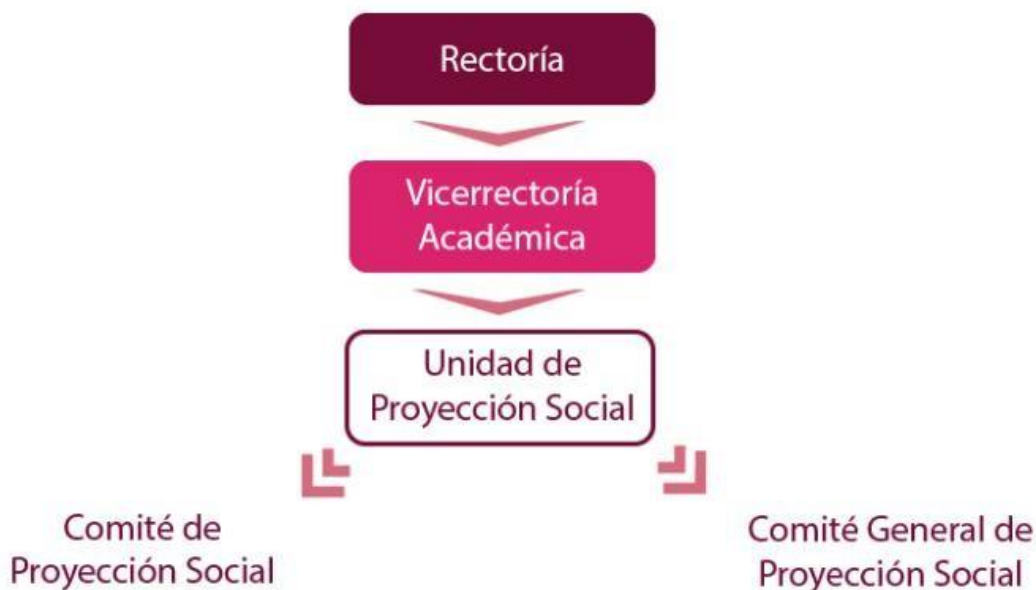 Rectoría
Vicerrectoría
Académica
Unidad de
Proyección Social
Comité de
Proyección Social
Comité General de
Proyección Social